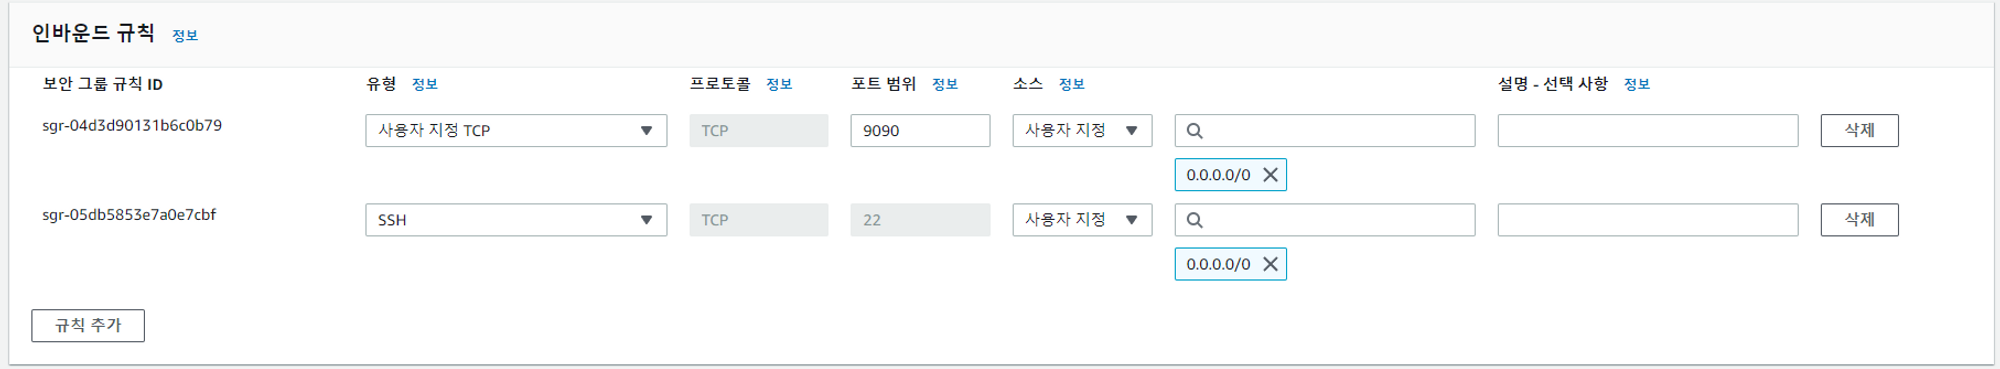 인바운드 규칙 정보
보안 그룹 규칙 ID 유형 정보 프로토콜 정보 포트 범위 정보 소스 정보 설명 - 선택 사항 정보
sgr-04d3d90131b6c0b79 사용자 지정 TCP TCP 9090 사용자 지정 삭제
0.0.0.0/0
sgr-05db5853e7a0e7cbf SSH TCP 22 사용자 지정 삭제
0.0.0.0/0
규칙 추가